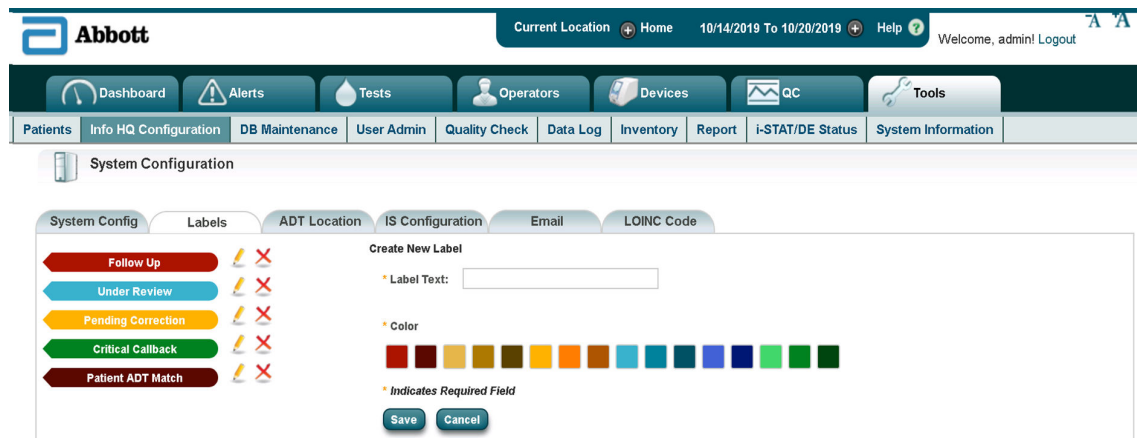 Abbott
Current Location Home 10/14/2019 To 10/20/2019 Help ?
-A +A
Welcome, admin! Logout
Dashboard Alerts Tests Operators Devices QC Tools
Patients Info HQ Configuration DB Maintenance User Admin Quality Check Data Log Inventory Report i-STAT/DE Status System Information
System Configuration
System Config Labels ADT Location IS Configuration Email LOINC Code
Follow Up
Under Review
Pending Correction
Critical Callback
Patient ADT Match
Create New Label
* Label Text:
* Color
* Indicates Required Field
Save Cancel